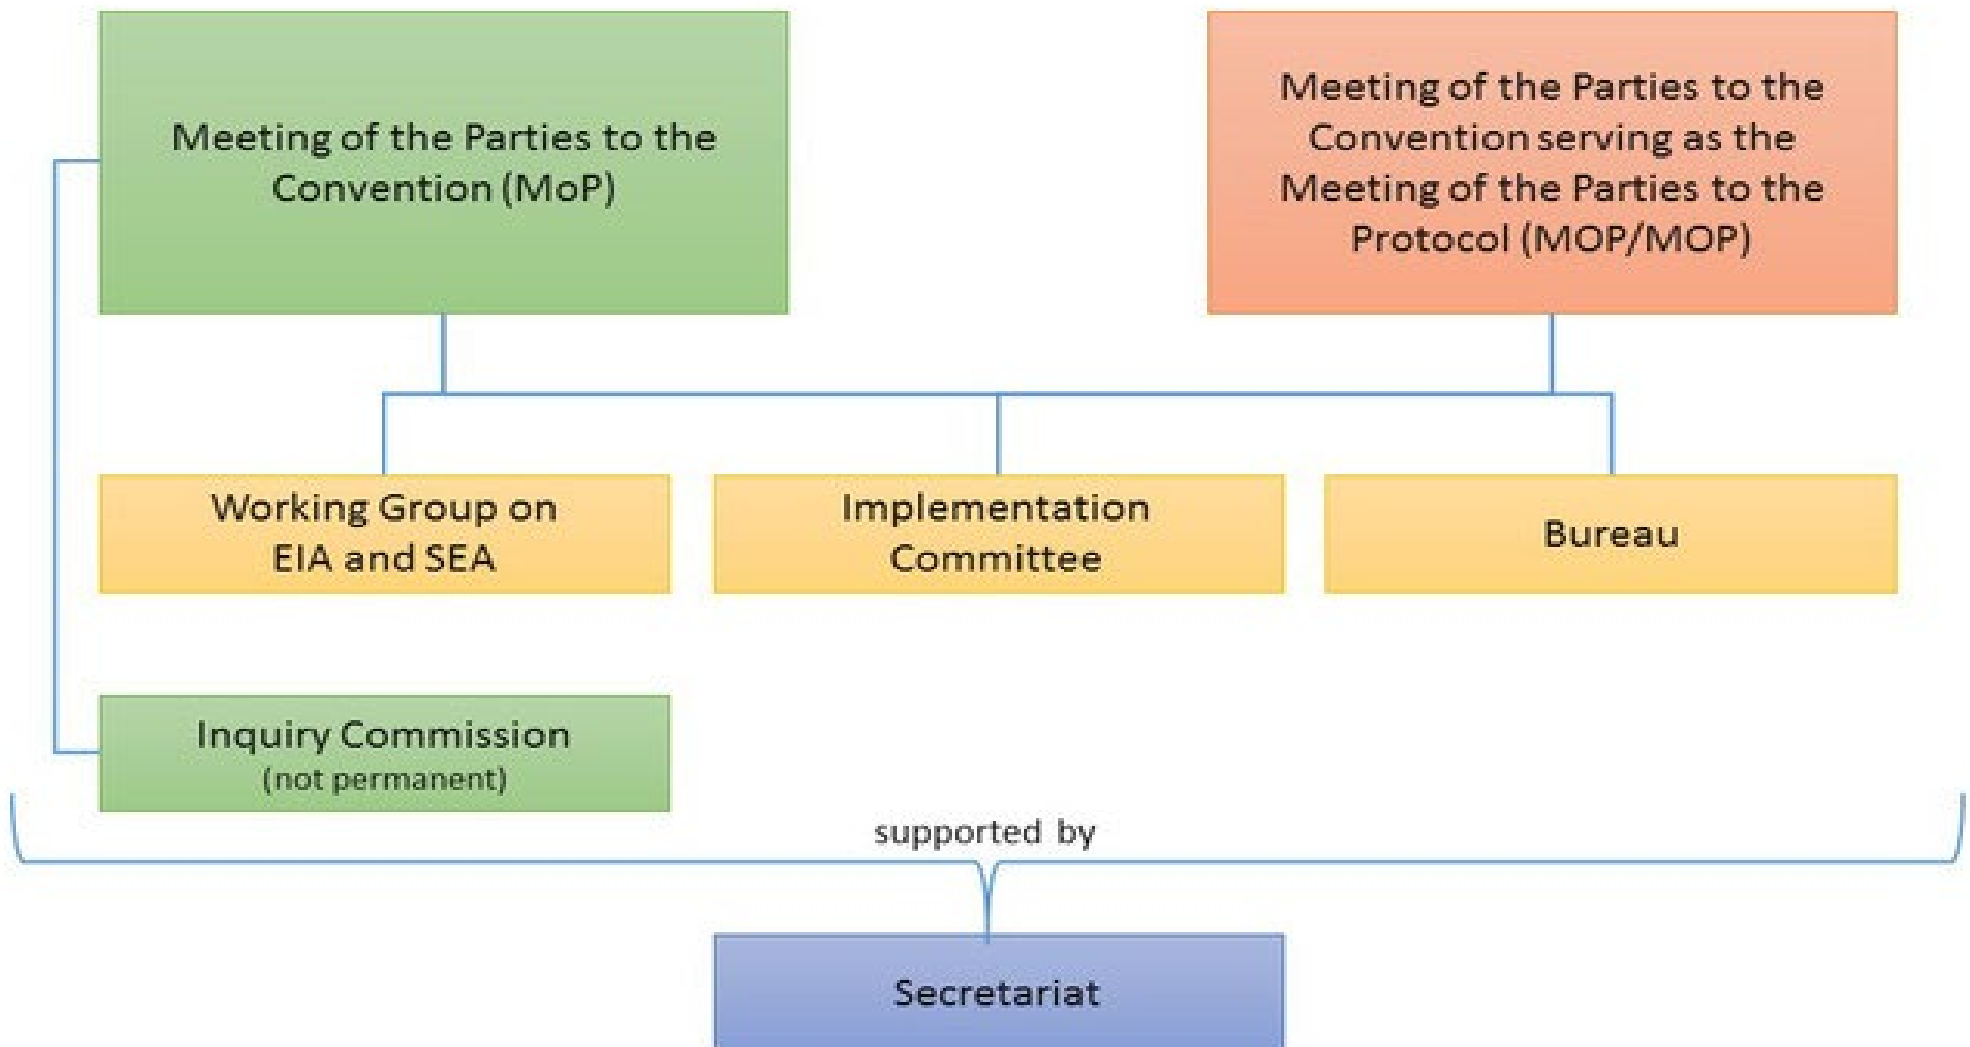 Meeting of the Parties to the
Convention (MoP)
Meeting of the Parties to the
Convention serving as the
Meeting of the Parties to the
Protocol (MOP/MOP)
Working Group on
EIA and SEA
Implementation
Committee
Bureau
Inquiry Commission
(not permanent)
supported by
Secretariat